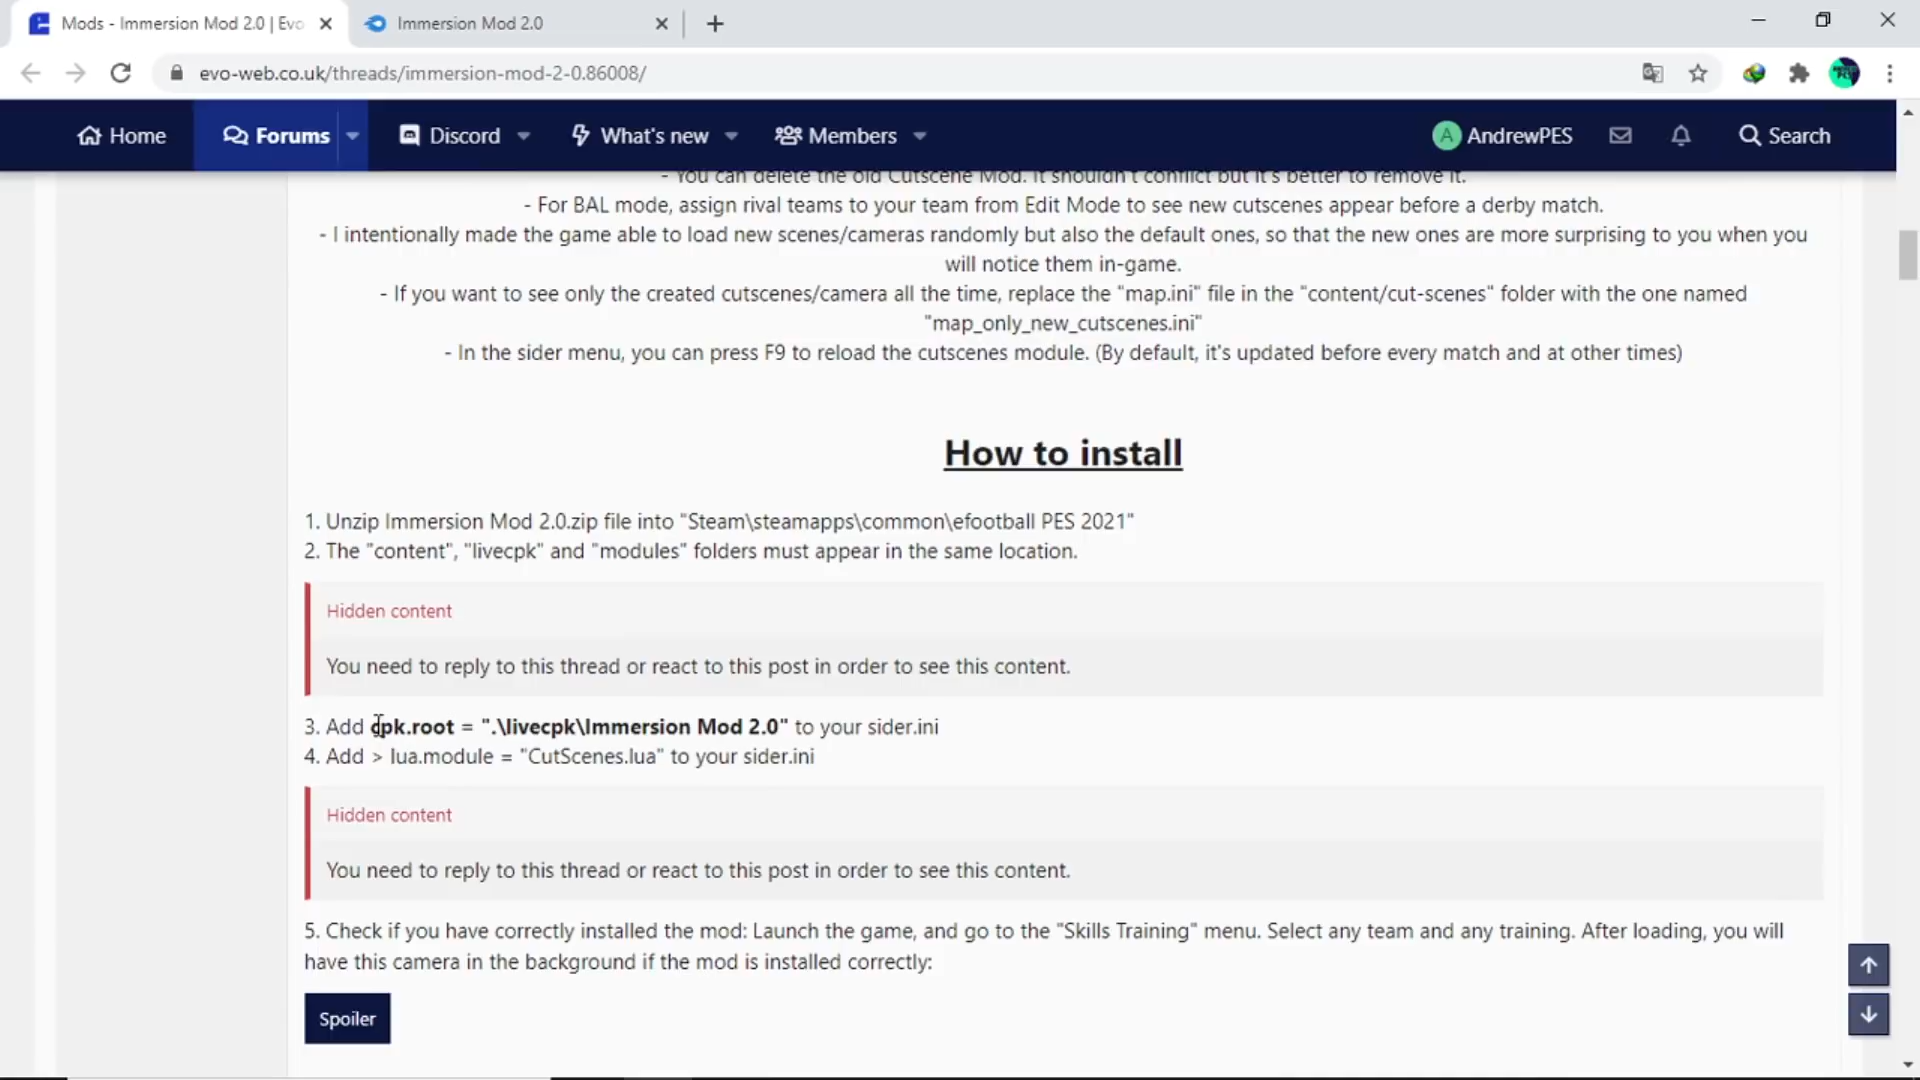 Mods - Immersion Mod 2.0 | Evo
Immersion Mod 2.0
evo-web.co.uk/threads/immersion-mod-2-0.86008/
Home
Forums
Discord
What's new
Members
A
AndrewPES
Search
- You can delete the old Cutscene Mod. It shouldn't conflict but it's better to remove it.
- For BAL mode, assign rival teams to your team from Edit Mode to see new cutscenes appear before a derby match.
- I intentionally made the game able to load new scenes/cameras randomly but also the default ones, so that the new ones are more surprising to you when you
will notice them in-game.
- If you want to see only the created cutscenes/camera all the time, replace the "map.ini" file in the "content/cut-scenes" folder with the one named
"map_only_new_cutscenes.ini"
- In the sider menu, you can press F9 to reload the cutscenes module. (By default, it's updated before every match and at other times)
How to install
1. Unzip Immersion Mod 2.0.zip file into "Steam\steamapps\common\efootball PES 2021"
2. The "content", "livecpk" and "modules" folders must appear in the same location.
Hidden content
You need to reply to this thread or react to this post in order to see this content.
3. Add cpk.root = ".\livecpk\Immersion Mod 2.0" to your sider.ini
4. Add > lua.module = "CutScenes.lua" to your sider.ini
Hidden content
You need to reply to this thread or react to this post in order to see this content.
5. Check if you have correctly installed the mod: Launch the game, and go to the "Skills Training" menu. Select any team and any training. After loading, you will
have this camera in the background if the mod is installed correctly:
Spoiler